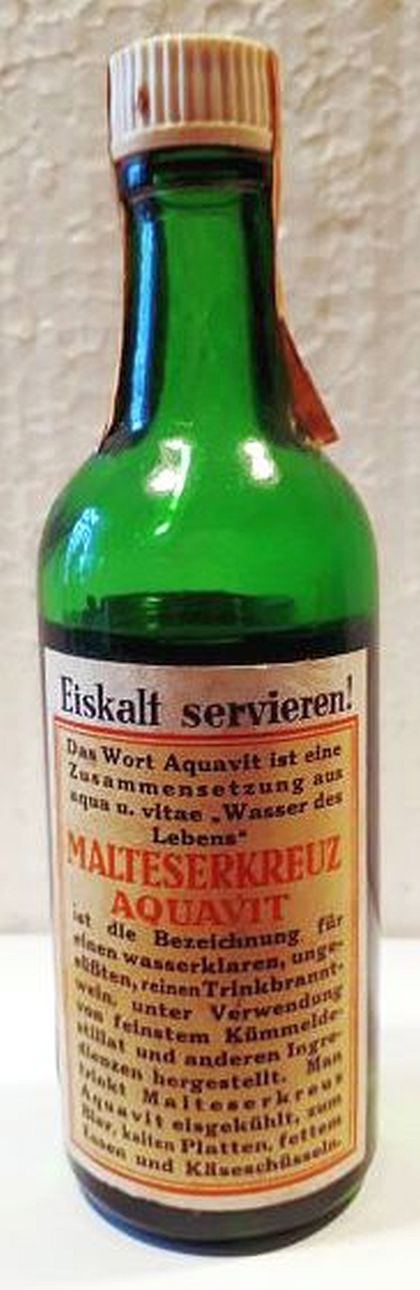 Eiskalt servieren!
Das Wort Aquavit ist eine
Zusammensetzung aus
aqua u. vitae „Wasser des
Lebens“
MALTESERKREUZ
AQUAVIT
ist die Bezeichnung für
einen wasserklaren, unge-
süßten, reinen Trinkbrannt-
wein, unter Verwendung
von feinstem Kümmelde-
stillat und anderen Ingre-
dienzen hergestellt. Man
trinkt Malteserkreuz
Aquavit eisgekühlt, zum
Bier, kalten Platten, fettem
Essen und Käseschüsseln.